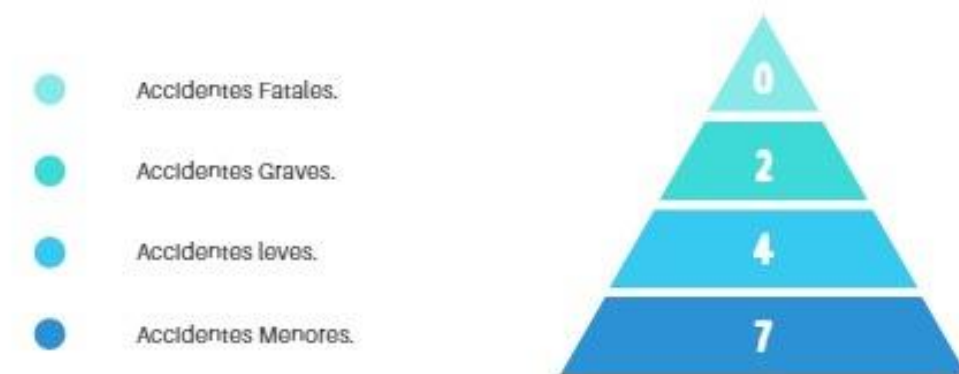 Accidentes Fatales.
0
Accidentes Graves.
2
Accidentes leves.
4
Accidentes Menores.
7